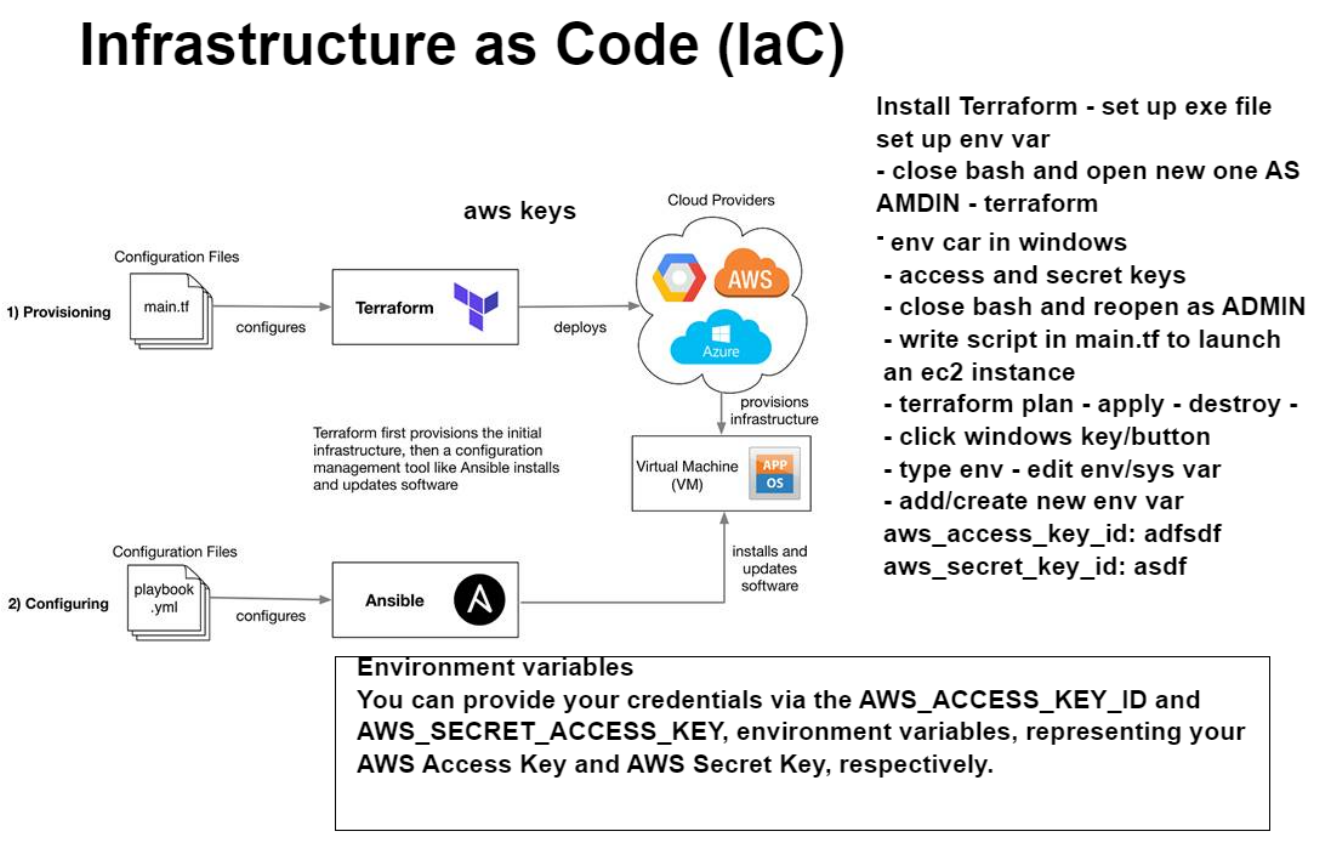 Infrastructure as Code (IaC)
Install Terraform - set up exe file
set up env var
- close bash and open new one AS
AMDIN - terraform
- env car in windows
- access and secret keys
- close bash and reopen as ADMIN
- write script in main.tf to launch
an ec2 instance
- terraform plan - apply - destroy -
- click windows key/button
- type env - edit env/sys var
- add/create new env var
aws_access_key_id: adfsdf
aws_secret_key_id: asdf
aws keys
Cloud Providers
Configuration Files
1) Provisioning
main.tf
configures
Terraform
deploys
AWS
Azure
provisions
infrastructure
Terraform first provisions the initial
infrastructure, then a configuration
management tool like Ansible installs
and updates software
Virtual Machine
(VM)
APP
OS
Configuration Files
2) Configuring
playbook
.yml
configures
Ansible
installs and
updates
software
Environment variables
You can provide your credentials via the AWS_ACCESS_KEY_ID and
AWS_SECRET_ACCESS_KEY, environment variables, representing your
AWS Access Key and AWS Secret Key, respectively.